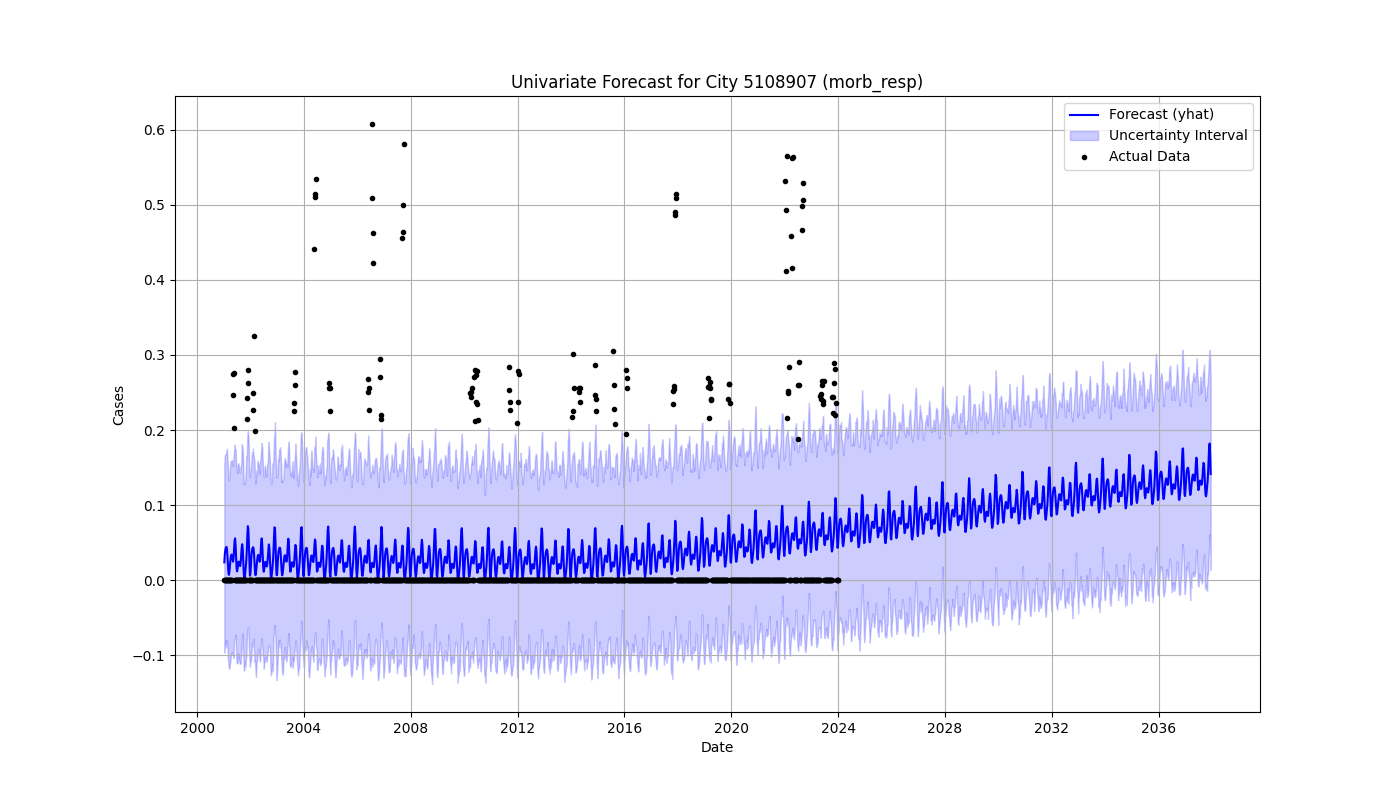 Univariate Forecast for City 5108907 (morb_resp)
Forecast (yhat)
Uncertainty Interval
Actual Data
Cases
0.6
0.5
0.4
0.3
0.2
0.1
0.0
−0.1
2000 2004 2008 2012 2016 2020 2024 2028 2032 2036
Date